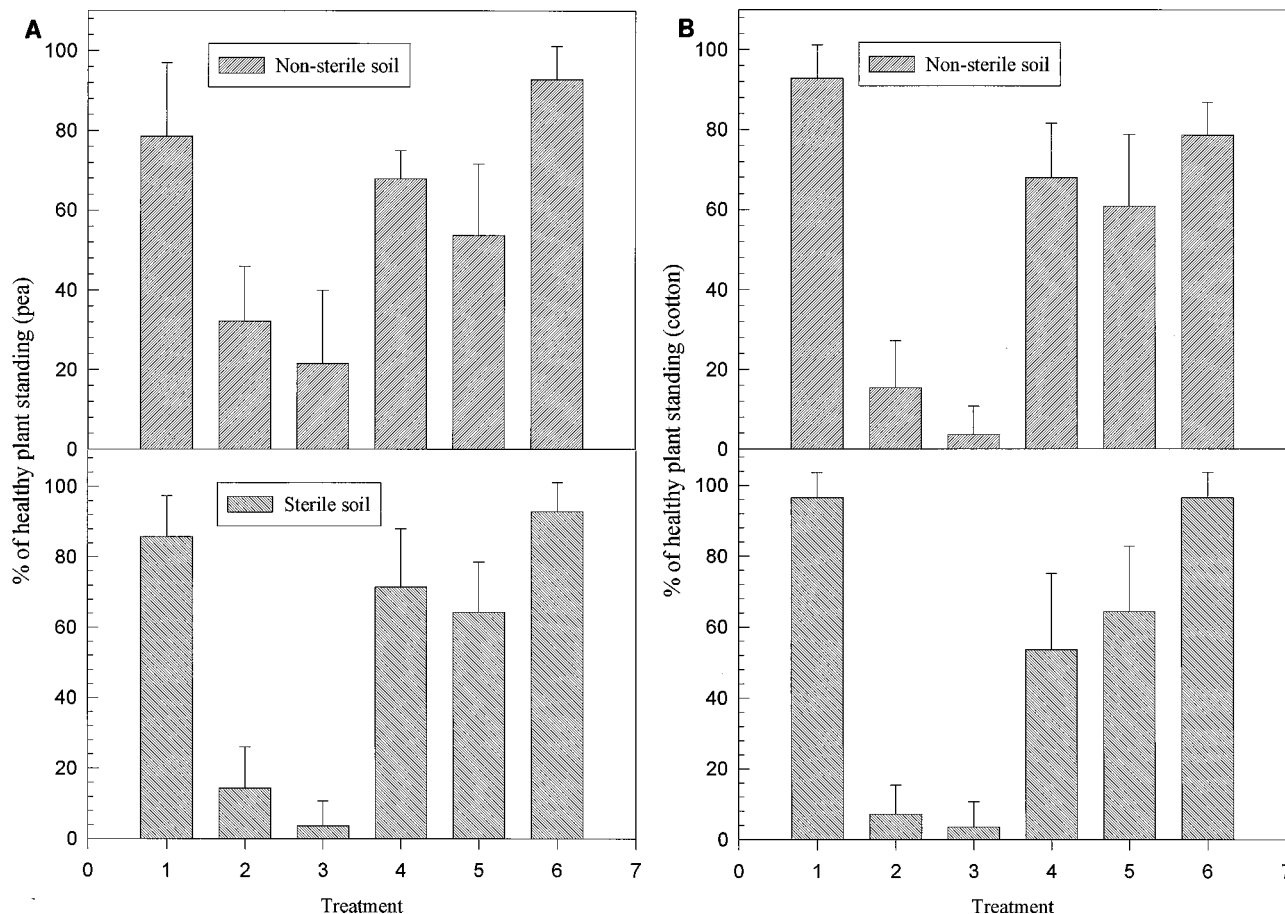 A
% of healthy plant standing (pea)
100
80
60
40
20
0
Non-sterile soil
100
80
60
40
20
0
Sterile soil
0 1 2 3 4 5 6 7
Treatment
B
% of healthy plant standing (cotton)
100
80
60
40
20
0
Non-sterile soil
100
80
60
40
20
0
0 1 2 3 4 5 6 7
Treatment